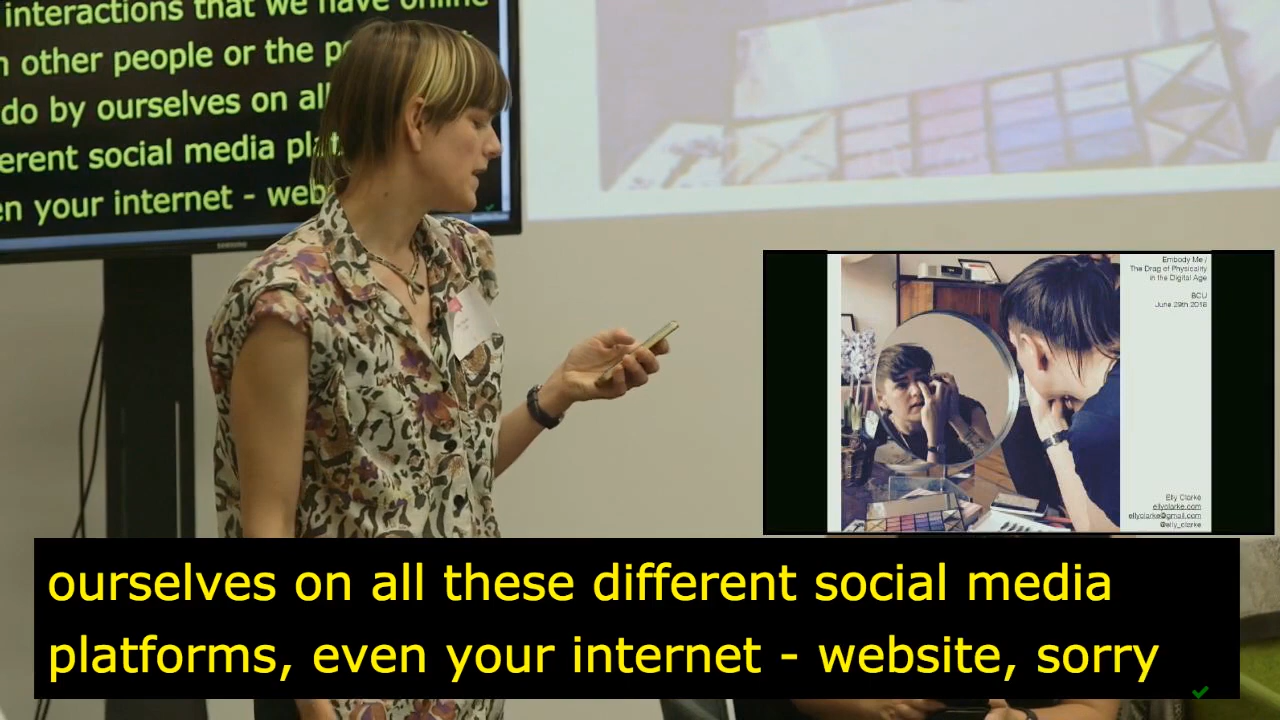 interactions that we have online
other people or the
do by ourselves on all
erent social media plat
en your internet - web
SAMSUNG
Embody Me /
The Drag of Physicality
in the Digital Age
BCU
June 29th 2016
Elly Clarke
ellyclarke.com
ellyclarke@gmail.com
@elly_clarke
ourselves on all these different social media
platforms, even your internet - website, sorry